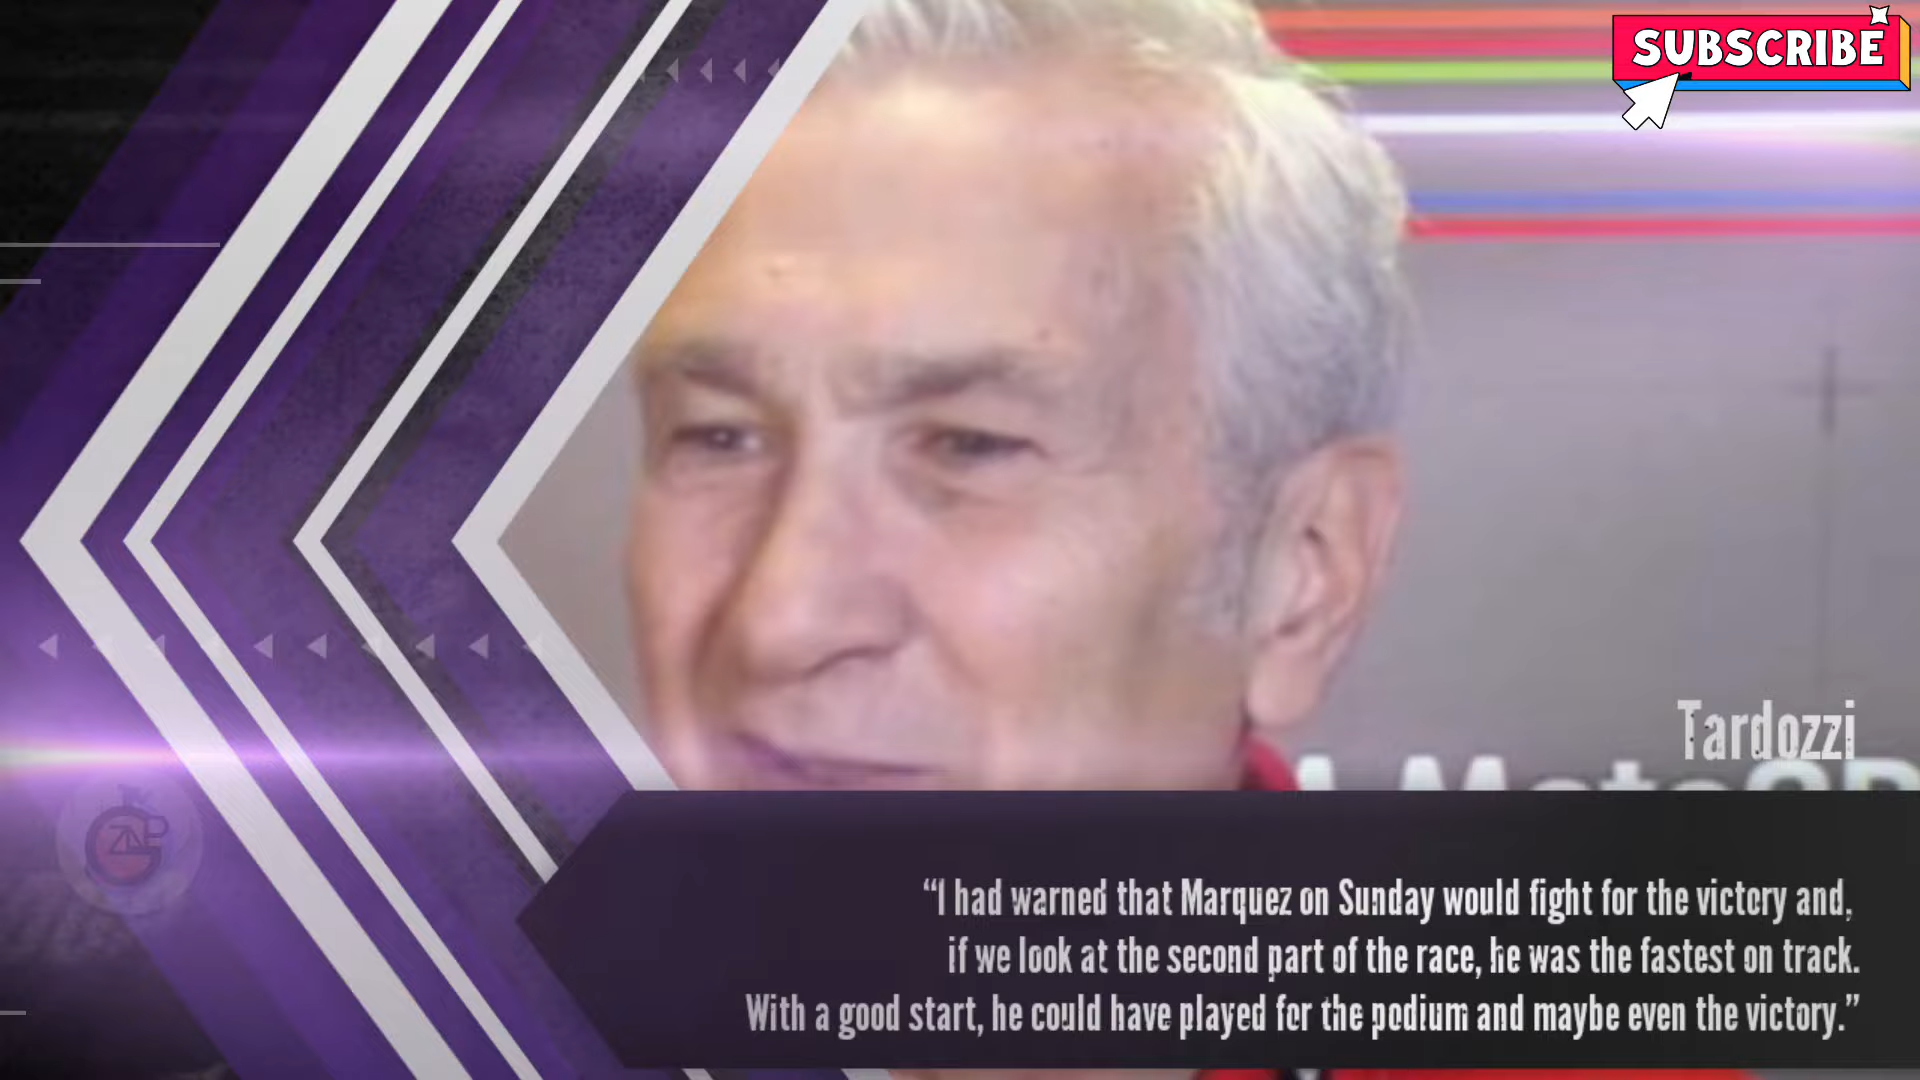 SUBSCRIBE
Tardozzi
“I had warned that Marquez on Sunday would fight for the victory and,
if we look at the second part of the race, he was the fastest on track.
With a good start, he could have played for the podium and maybe even the victory.”